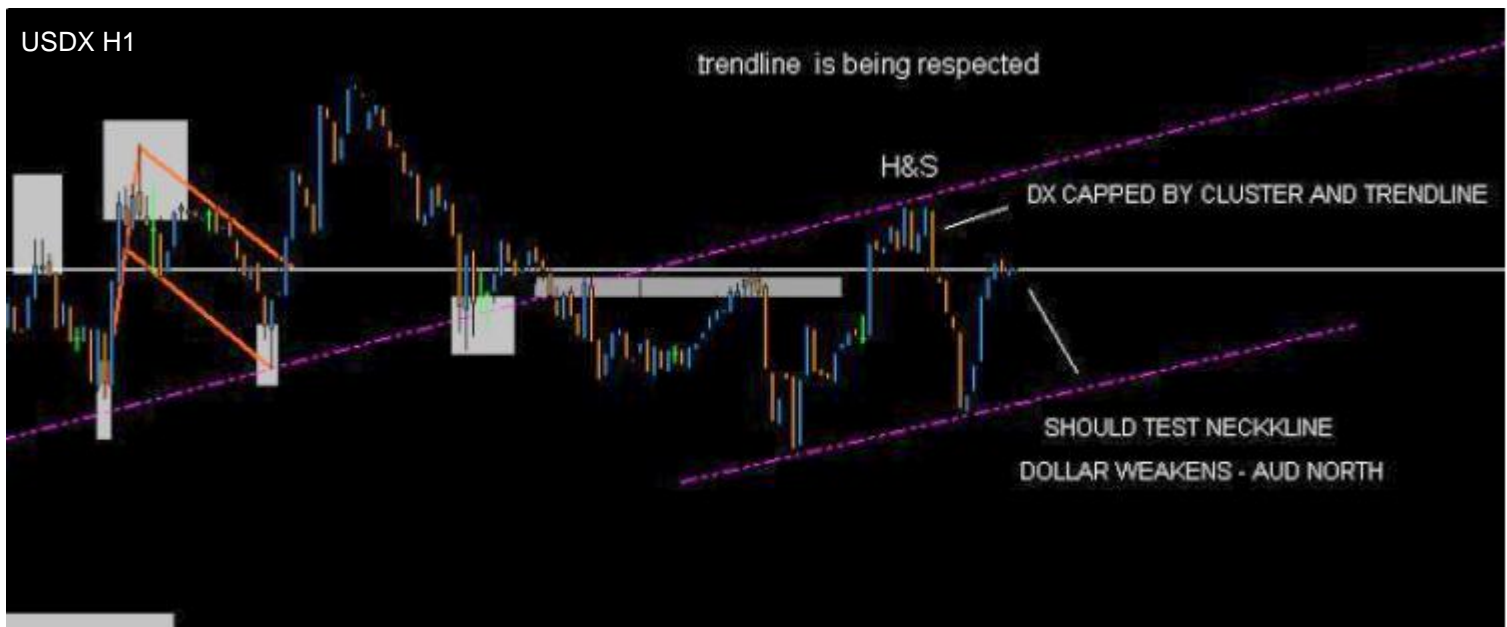 USDX H1
trendline is being respected
H&S
DX CAPPED BY CLUSTER AND TRENDLINE
SHOULD TEST NECKKLINE
DOLLAR WEAKENS - AUD NORTH